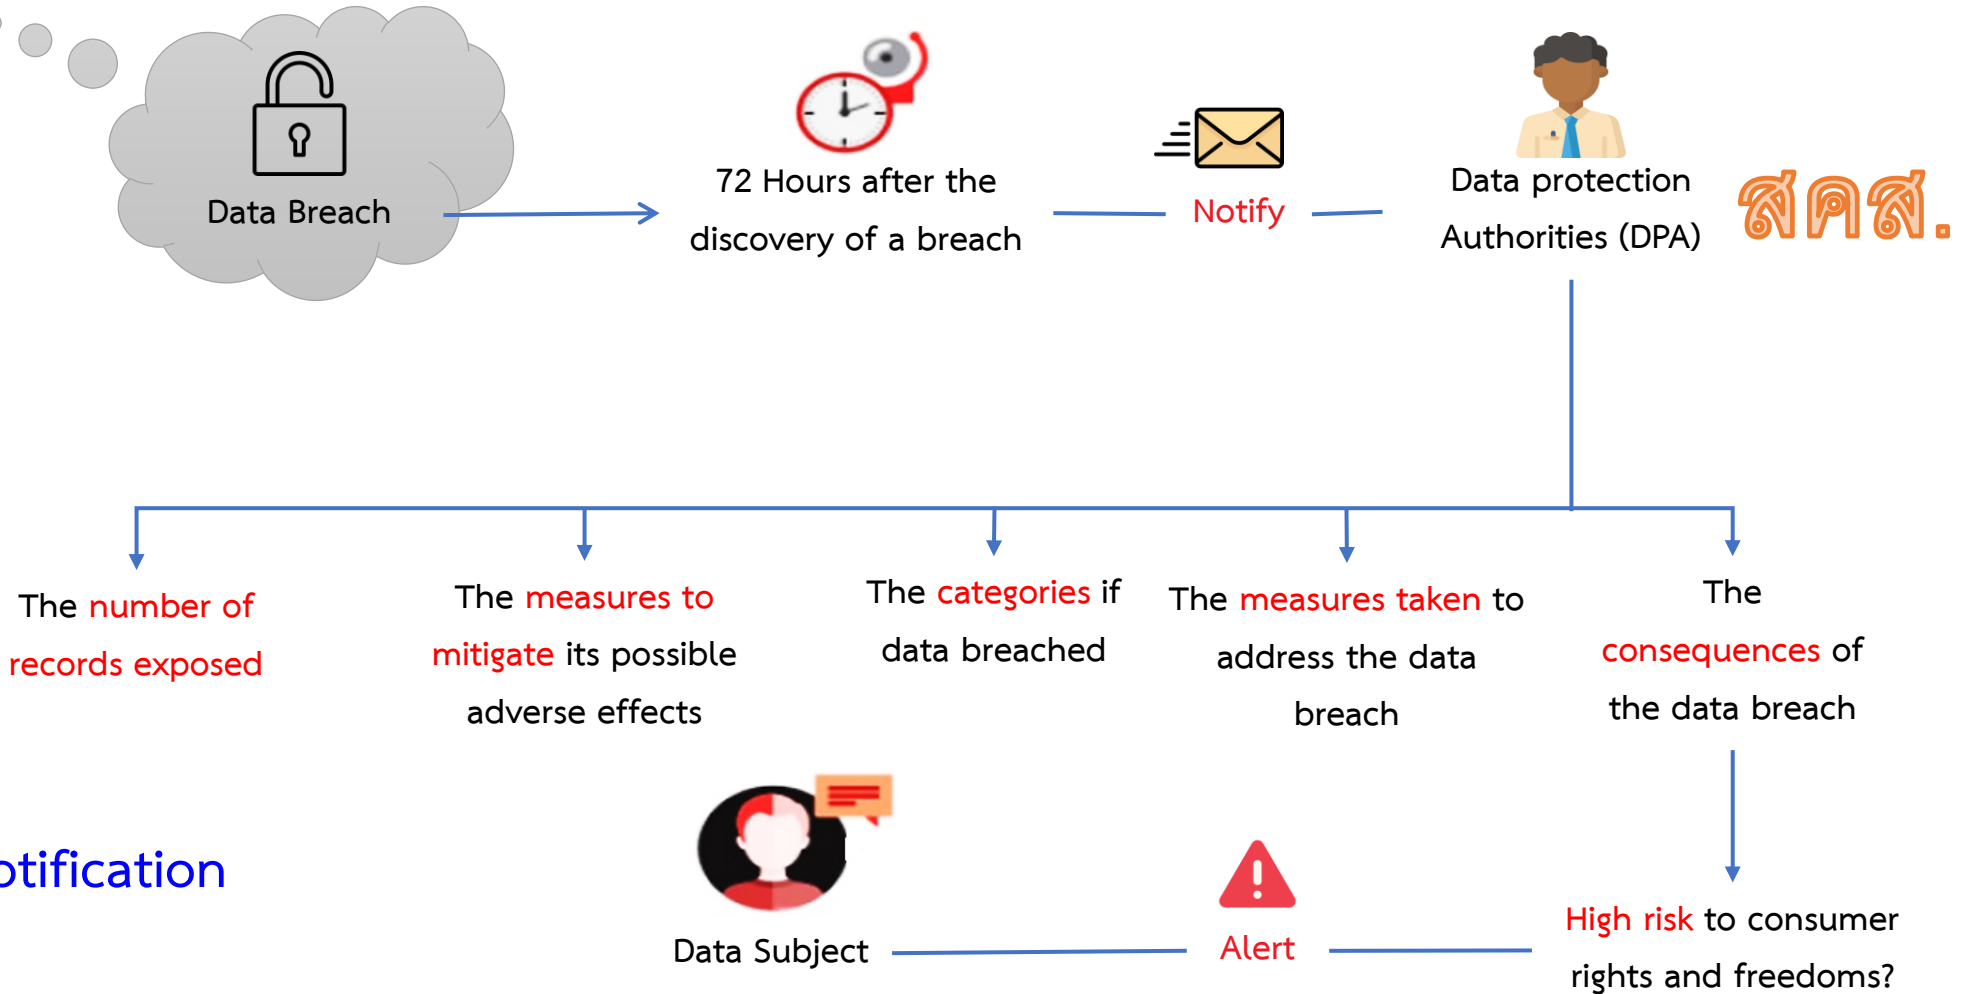 Data Breach
72 Hours after the
discovery of a breach
Notify
Data protection
Authorities (DPA)
สคส.
The number of
records exposed
The measures to
mitigate its possible
adverse effects
The categories if
data breached
The measures taken to
address the data
breach
The
consequences of
the data breach
otification
Data Subject
Alert
High risk to consumer
rights and freedoms?